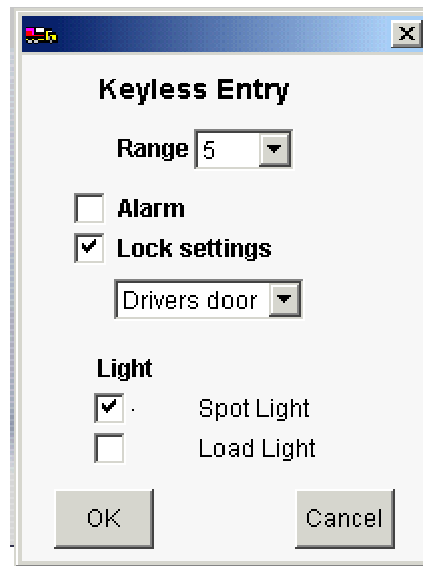 Keyless Entry
Range 5
Alarm
Lock settings
Drivers door
Light
Spot Light
Load Light
OK Cancel